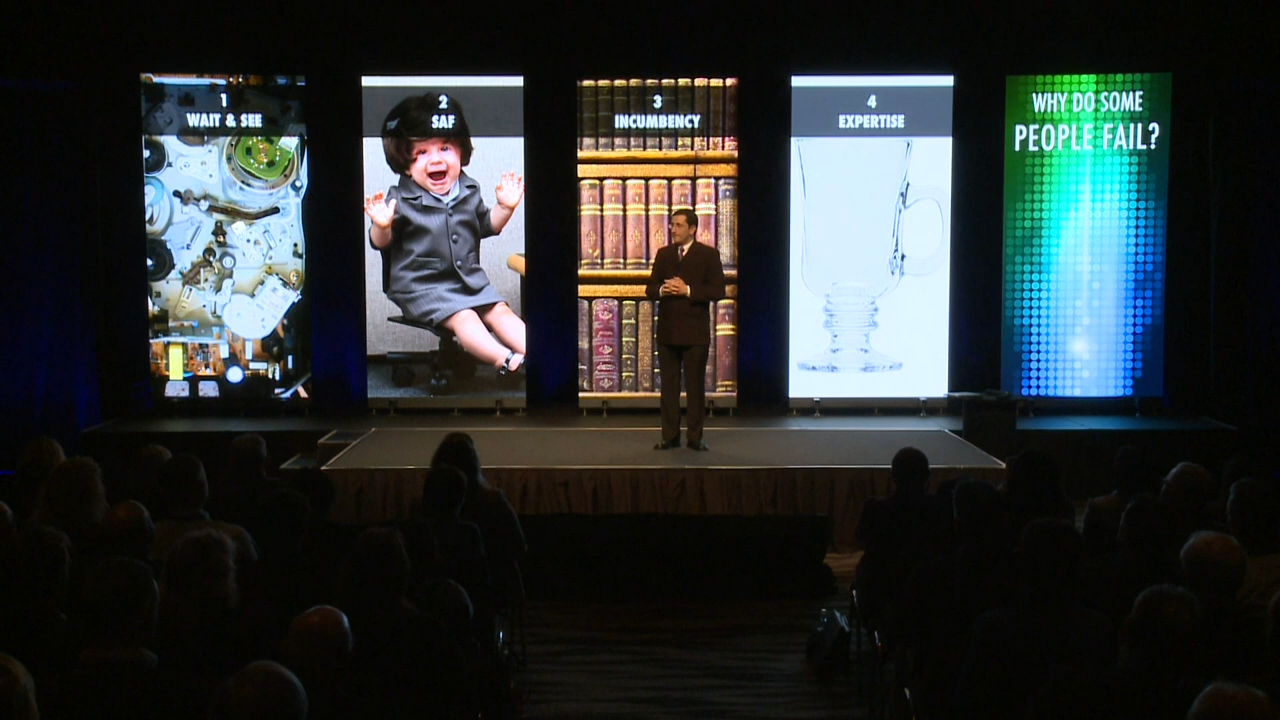 1
WAIT & SEE
2
SAF
3
INCUMBENCY
4
EXPERTISE
WHY DO SOME
PEOPLE FAIL?